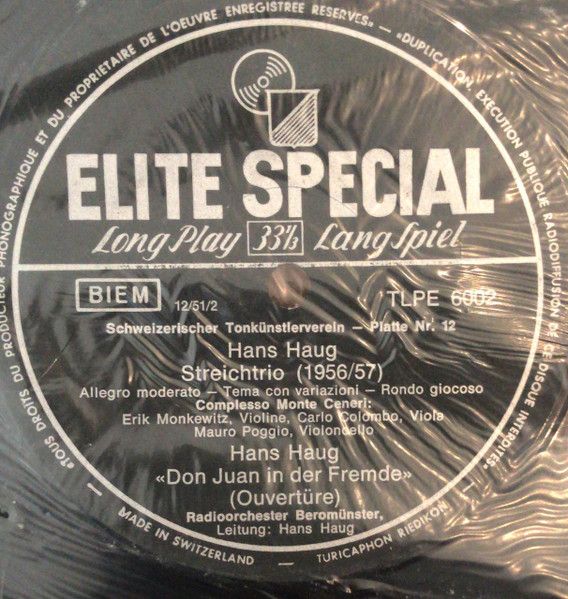 «TOUS DROITS DU PRODUCTEUR PHONOGRAPHIQUE ET DU PROPRIETAIRE DE L'OEUVRE ENREGISTREE RESERVES» — «DUPLICATION, EXECUTION PUBLIQUE RADIODIFFUSION DE CE DISQUE INTERDITES»
ELITE SPECIAL
Long Play 33⅓ Lang Spiel
BIEM 12/51/2 TLPE 6002
Schweizerischer Tonkünstlerverein – Platte Nr. 12
Hans Haug
Streichtrio (1956/57)
Allegro moderato – Tema con variazioni – Rondo giocoso
Complesso Monte Ceneri:
Erik Monkewitz, Violine, Carlo Colombo, Viola
Mauro Poggio, Violoncello
Hans Haug
«Don Juan in der Fremde»
(Ouvertüre)
Radioorchester Beromünster,
Leitung: Hans Haug
— MADE IN SWITZERLAND — TURICAPHON RIEDIKON —